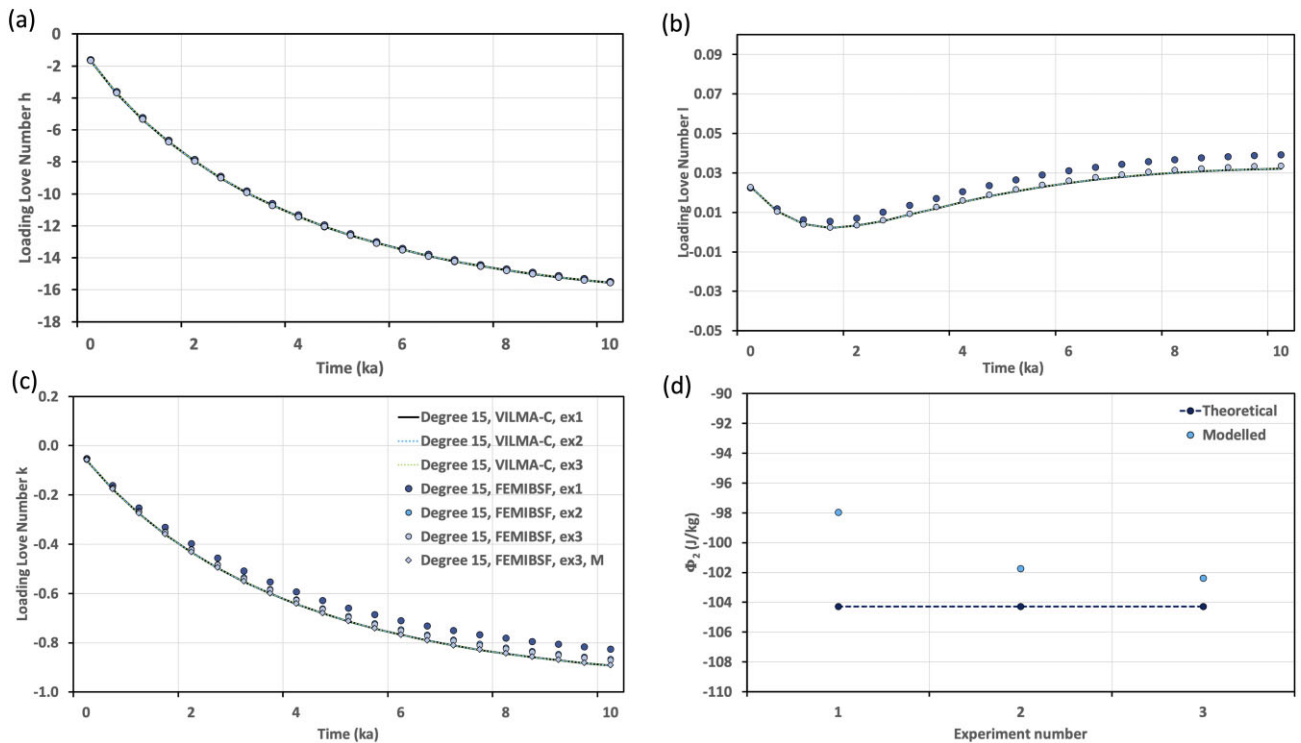 (a)
0
-2
-4
-6
-8
-10
-12
-14
-16
-18
Loading Love Number h
0 2 4 6 8 10
Time (ka)
(b)
0.09
0.07
0.05
0.03
0.01
-0.01
-0.03
-0.05
Loading Love Number l
0 2 4 6 8 10
Time (ka)
(c)
0.2
0.0
-0.2
-0.4
-0.6
-0.8
-1.0
Loading Love Number k
Degree 15, VILMA-C, ex1
Degree 15, VILMA-C, ex2
Degree 15, VILMA-C, ex3
Degree 15, FEMIBSF, ex1
Degree 15, FEMIBSF, ex2
Degree 15, FEMIBSF, ex3
Degree 15, FEMIBSF, ex3, M
0 2 4 6 8 10
Time (ka)
(d)
-90
-92
-94
-96
-98
-100
-102
-104
-106
-108
-110
Φ₂ (J/kg)
Theoretical
Modelled
1 2 3
Experiment number